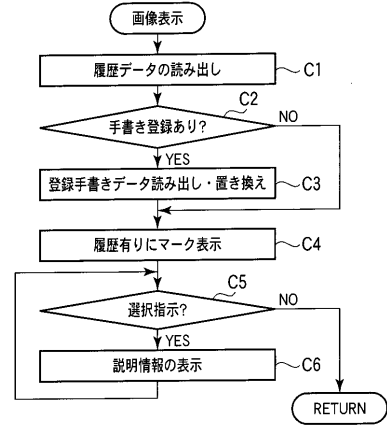 画像表示
履歴データの読み出し
C1
C2
手書き登録あり?
NO
YES
登録手書きデータ読み出し・置き換え
C3
履歴有りにマーク表示
C4
C5
選択指示?
NO
YES
説明情報の表示
C6
RETURN